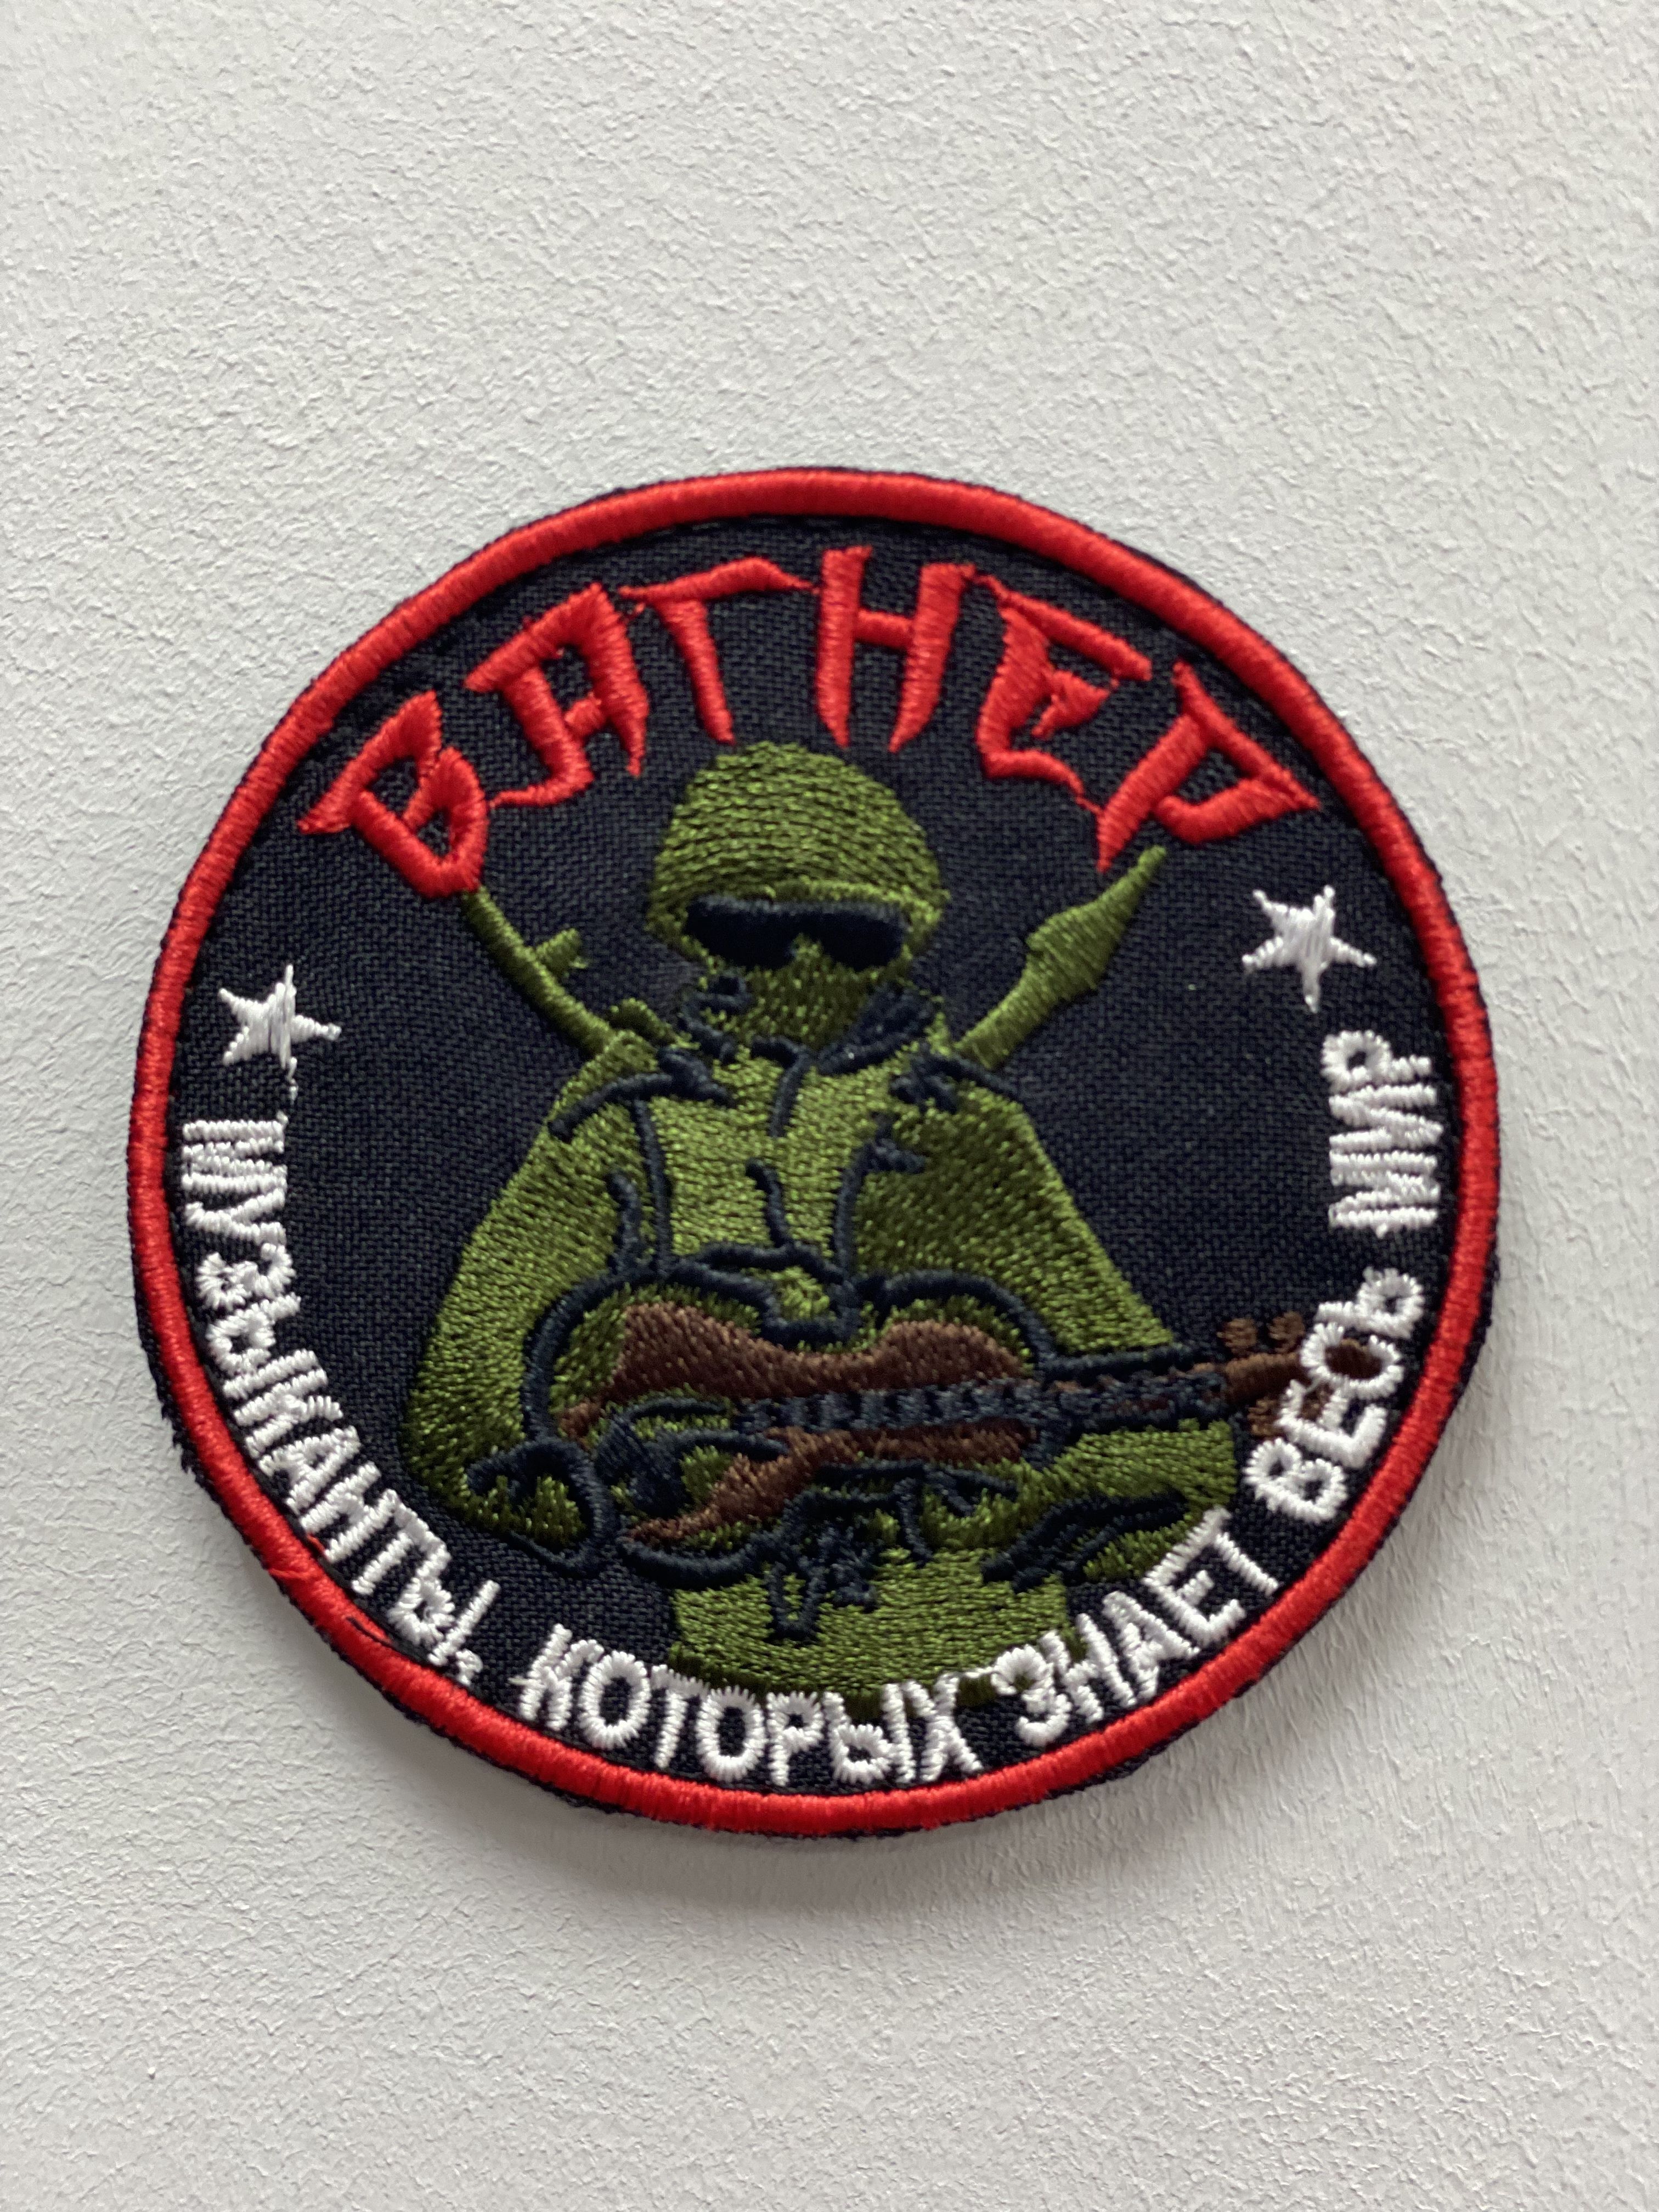 ВАГНЕР
МУЗЫКАНТЫ, КОТОРЫХ ЗНАЕТ ВЕСЬ МИР